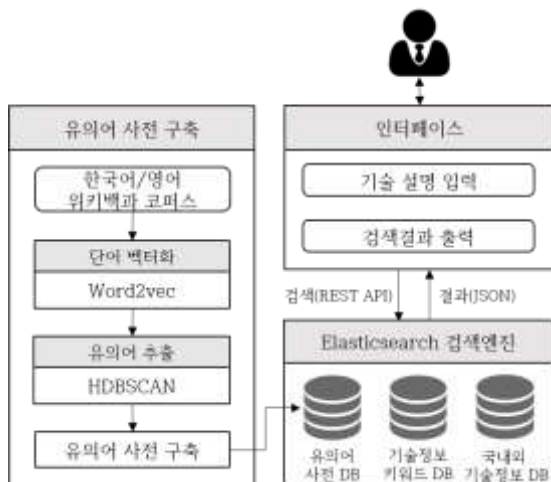 유의어 사전 구축
한국어/영어
위키백과 코퍼스
단어 벡터화
Word2vec
유의어 추출
HDBSCAN
유의어 사전 구축
인터페이스
기술 설명 입력
검색결과 출력
검색(REST API)
결과(JSON)
Elasticsearch 검색엔진
유의어
사전 DB
기술정보
키워드 DB
국내외
기술정보 DB